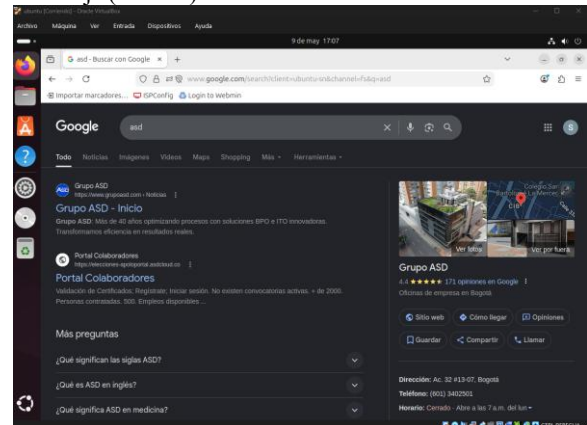 ubuntu [Corriendo] - Oracle VirtualBox
Archivo Máquina Ver Entrada Dispositivos Ayuda
9 de may 17:07
asd - Buscar con Google
www.google.com/search?client=ubuntu-sn&channel=fs&q=asd
Importar marcadores... ISPConfig Login to Webmin
Google
asd
S
Todo Noticias Imágenes Videos Maps Shopping Más Herramientas
Grupo ASD
https://www.grupoasd.com › Noticias
Grupo ASD - Inicio
Grupo ASD: Más de 40 años optimizando procesos con soluciones BPO e ITO innovadoras.
Transformamos eficiencia en resultados reales.
Portal Colaboradores
Portal Colaboradores
Validación de Certificados; Regístrate; Iniciar sesión. No existen convocatorias activas. + de 2000.
Personas contratadas. 500. Empleos disponibles ...
Más preguntas
¿Qué significan las siglas ASD?
¿Qué es ASD en inglés?
¿Qué significa ASD en medicina?
Ver fotos
Ver por fuera
Grupo ASD
4.4 171 opiniones en Google
Oficinas de empresa en Bogotá
Sitio web Cómo llegar Opiniones
Guardar Compartir Llamar
Dirección: Ac. 32 #13-07, Bogotá
Teléfono: (601) 3402501
Horario: Cerrado · Abre a las 7 a.m. del lun